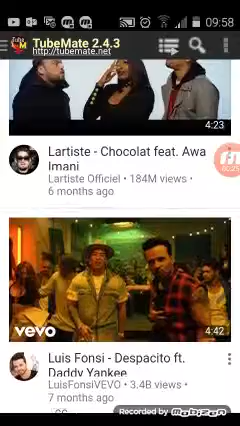 09:58
TubeMate 2.4.3
http://tubemate.net
4:23
Lartiste - Chocolat feat. Awa
Imani
Lartiste Officiel • 184M views •
6 months ago
vevo
4:42
Luis Fonsi - Despacito ft.
Daddy Yankee
LuisFonsiVEVO • 3.4B views •
7 months ago
Recorded by MOBIZEN